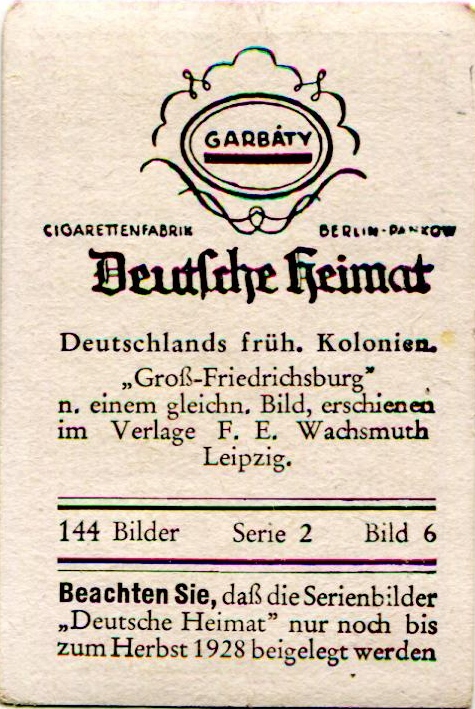 GARBÁTY
CIGARETTENFABRIK BERLIN-PANKOW
Deutsche Heimat
Deutschlands früh. Kolonien.
„Groß-Friedrichsburg”
n. einem gleichn. Bild, erschienen
im Verlage F. E. Wachsmuth
Leipzig.
144 Bilder Serie 2 Bild 6
Beachten Sie, daß die Serienbilder
„Deutsche Heimat” nur noch bis
zum Herbst 1928 beigelegt werden